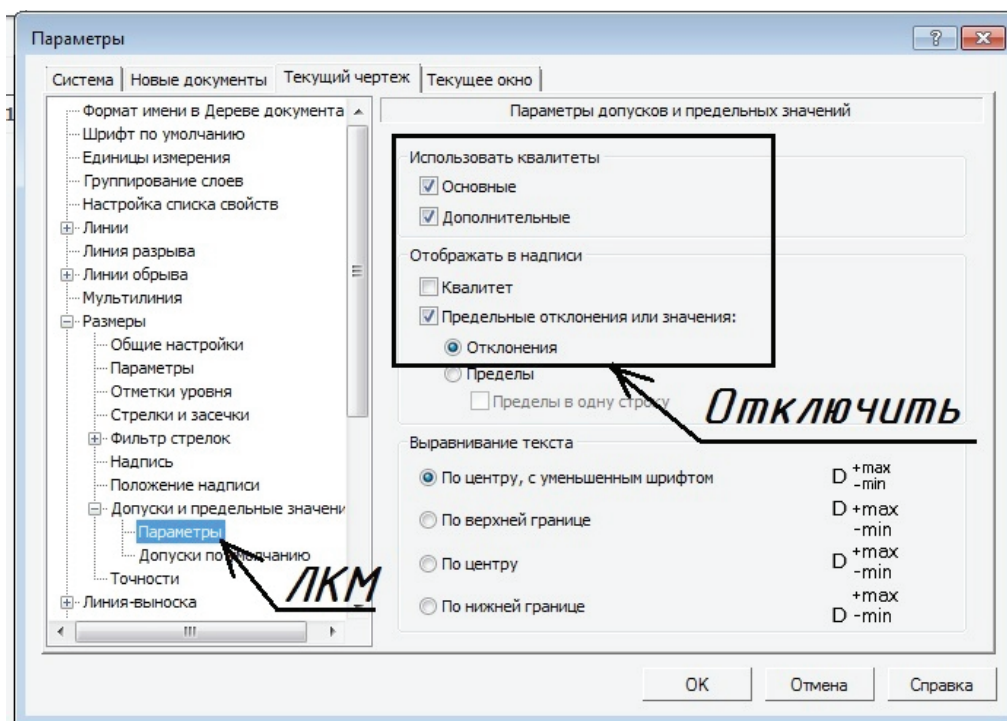 Параметры
Система
Новые документы
Текущий чертеж
Текущее окно
Формат имени в Дереве документа
Шрифт по умолчанию
Единицы измерения
Группирование слоев
Настройка списка свойств
Линии
Линия разрыва
Линии обрыва
Мультилиния
Размеры
Общие настройки
Параметры
Отметки уровня
Стрелки и засечки
Фильтр стрелок
Надпись
Положение надписи
Допуски и предельные значени
Параметры
Допуски по умолчанию
Точности
Линия-выноска
ЛКМ
Параметры допусков и предельных значений
Использовать квалитеты
Основные
Дополнительные
Отображать в надписи
Квалитет
Предельные отклонения или значения:
Отклонения
Пределы
Пределы в одну строку
Отключить
Выравнивание текста
По центру, с уменьшенным шрифтом
D +max
-min
По верхней границе
D +max
-min
По центру
D +max
-min
По нижней границе
+max
D -min
OK
Отмена
Справка
1